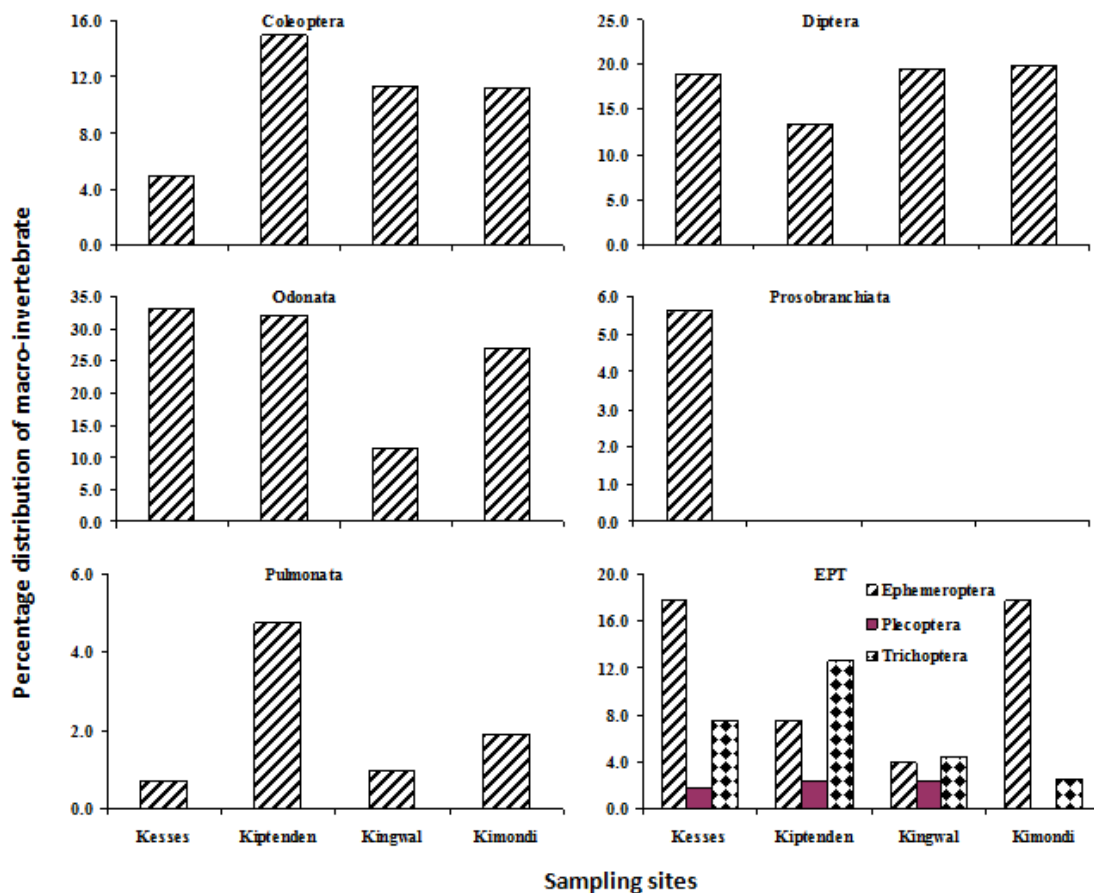 Percentage distribution of macro-invertebrate
Coleoptera
16.0
12.0
8.0
4.0
0.0
Diptera
25.0
20.0
15.0
10.0
5.0
0.0
Odonata
35.0
30.0
25.0
20.0
15.0
10.0
5.0
0.0
Prosobranchiata
6.0
5.0
4.0
3.0
2.0
1.0
0.0
Pulmonata
6.0
4.0
2.0
0.0
Kesses Kiptenden Kingwal Kimondi
EPT
20.0
16.0
12.0
8.0
4.0
0.0
Ephemeroptera
Plecoptera
Trichoptera
Kesses Kiptenden Kingwal Kimondi
Sampling sites